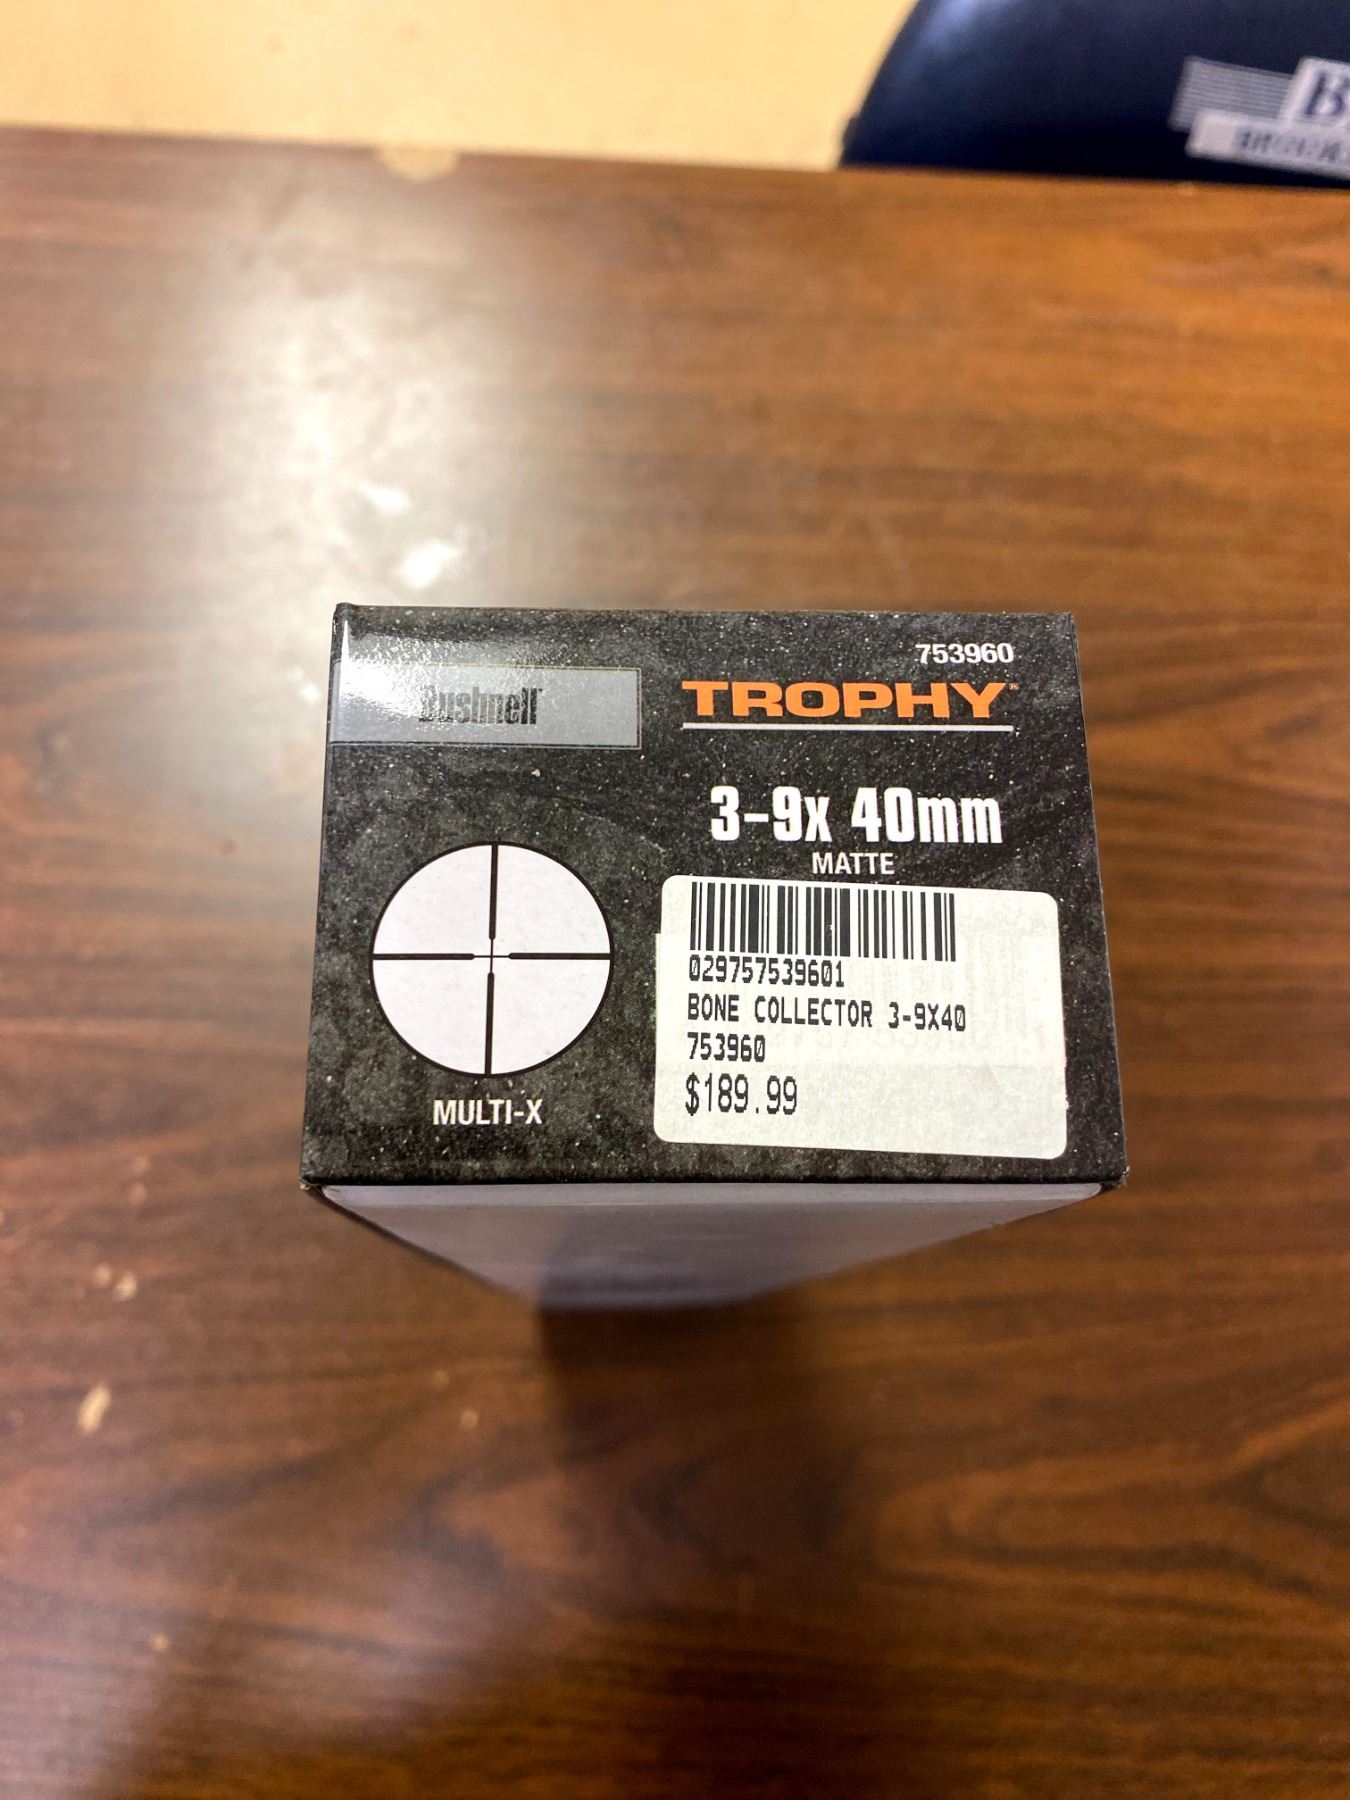 753960
Bushnell
TROPHY
3-9x 40mm
MATTE
029757539601
BONE COLLECTOR 3-9X40
753960
$189.99
MULTI-X